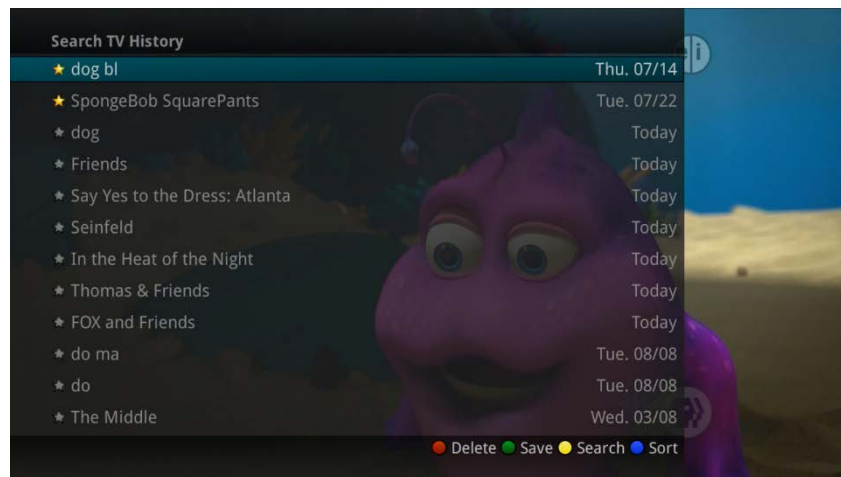 Search TV History
dog bl Thu. 07/14
SpongeBob SquarePants Tue. 07/22
dog Today
Friends Today
Say Yes to the Dress: Atlanta Today
Seinfeld Today
In the Heat of the Night Today
Thomas & Friends Today
FOX and Friends Today
do ma Tue. 08/08
do Tue. 08/08
The Middle Wed. 03/08
Delete Save Search Sort